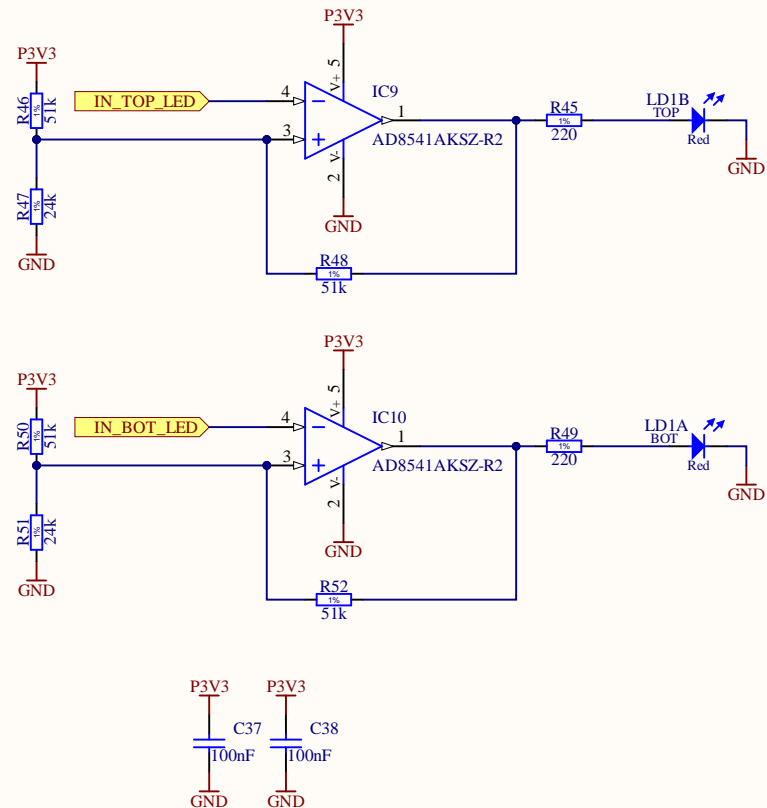 P3V3
P3V3
R46
1%
51k
IN_TOP_LED
4
3
V+
5
IC9
1
AD8541AKSZ-R2
V-
2
GND
R45
1%
220
LD1B
TOP
Red
GND
R47
1%
24k
GND
R48
1%
51k
P3V3
P3V3
R50
1%
51k
IN_BOT_LED
4
3
V+
5
IC10
1
AD8541AKSZ-R2
V-
2
GND
R49
1%
220
LD1A
BOT
Red
GND
R51
1%
24k
GND
R52
1%
51k
P3V3
P3V3
C37
100nF
C38
100nF
GND
GND